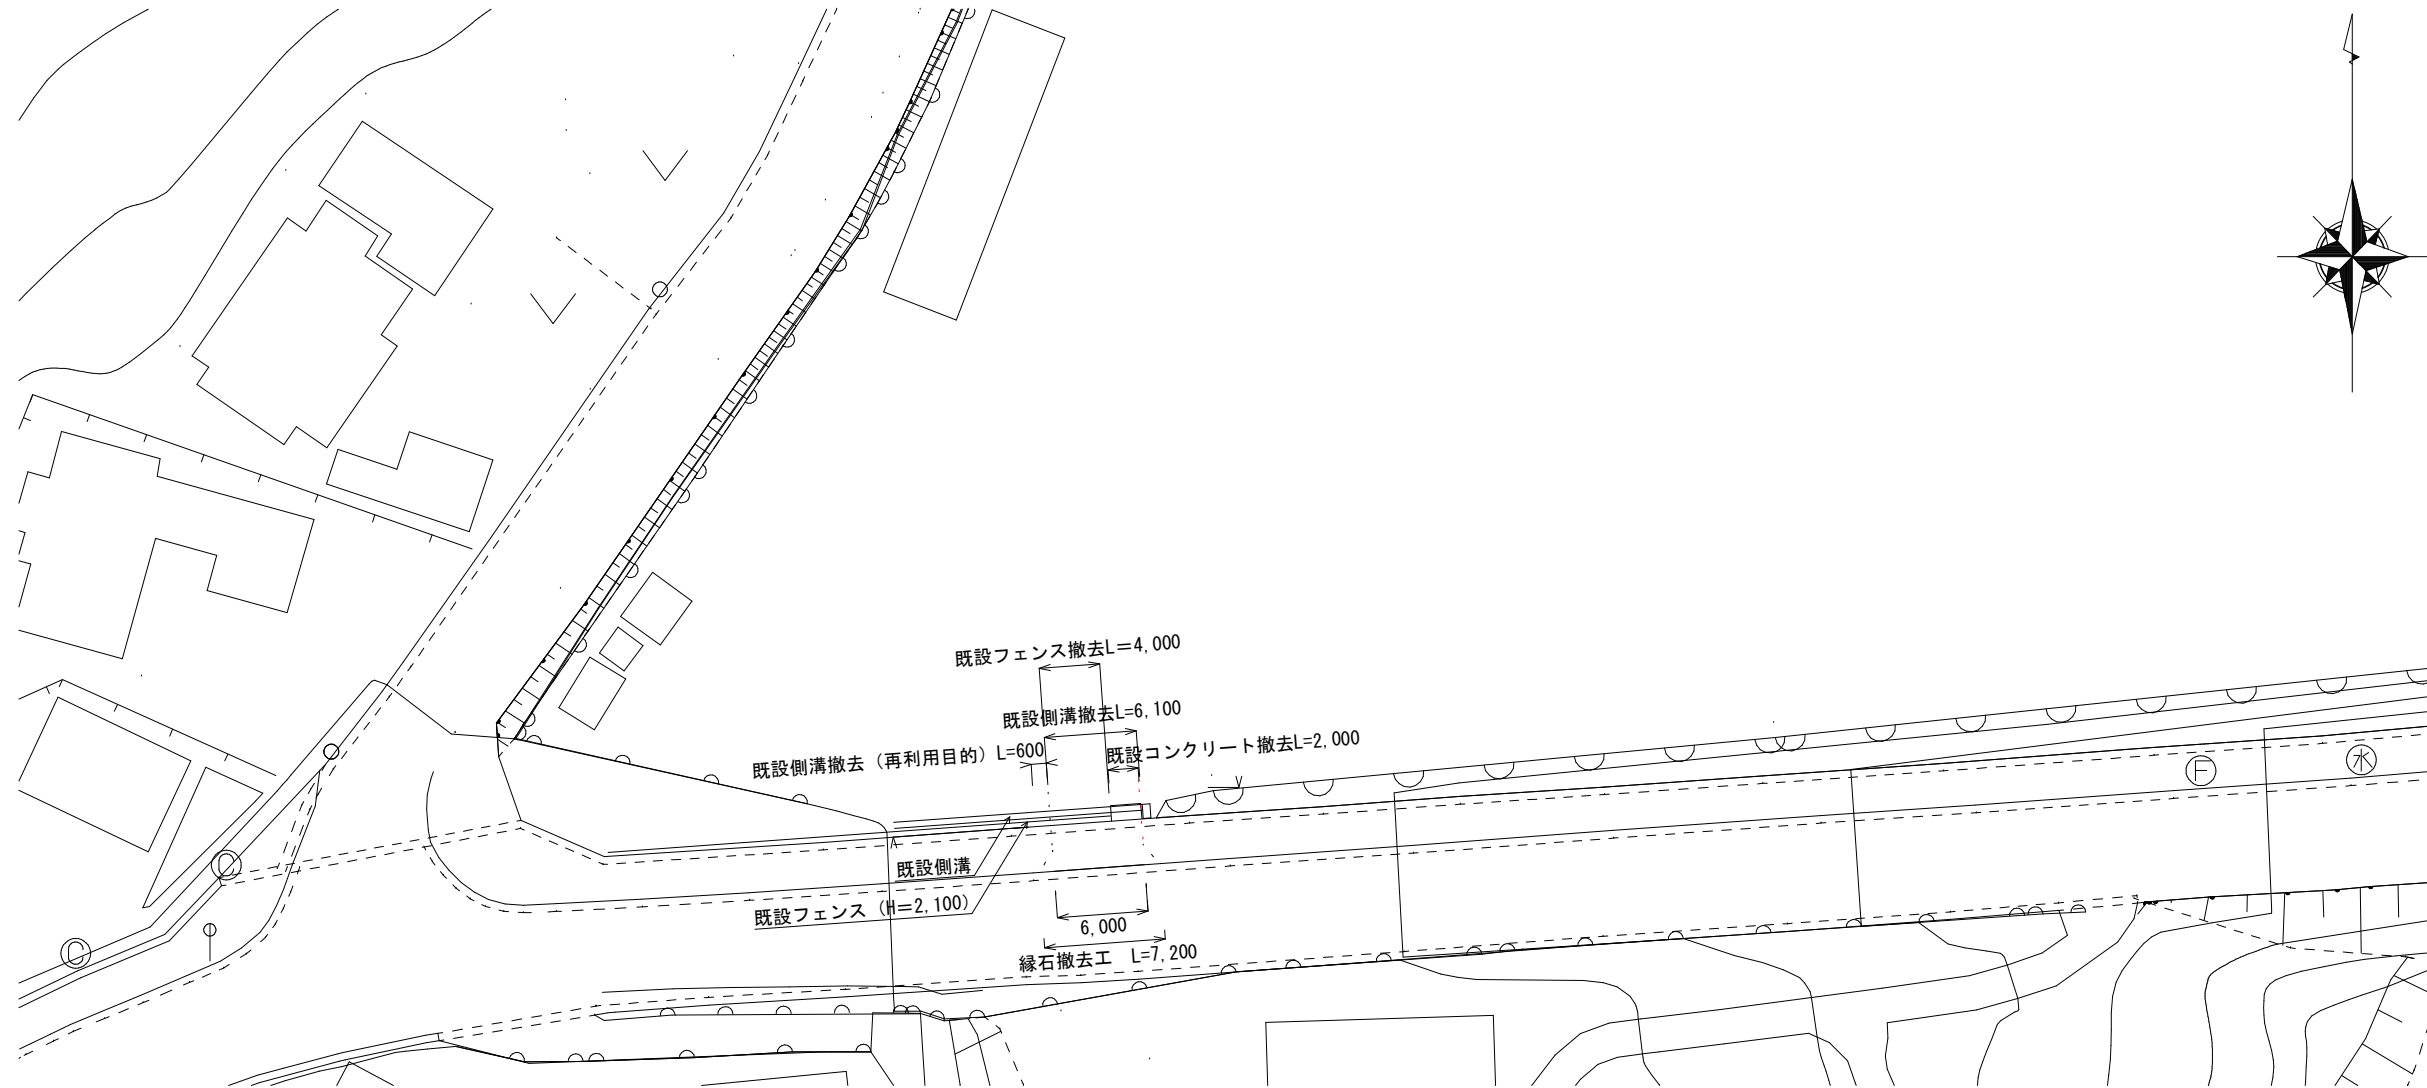 既設フェンス撤去L=4,000
既設側溝撤去L=6,100
既設側溝撤去（再利用目的）L=600
既設コンクリート撤去L=2,000
既設側溝
既設フェンス（H=2,100）
6,000
縁石撤去工　L=7,200
F
水